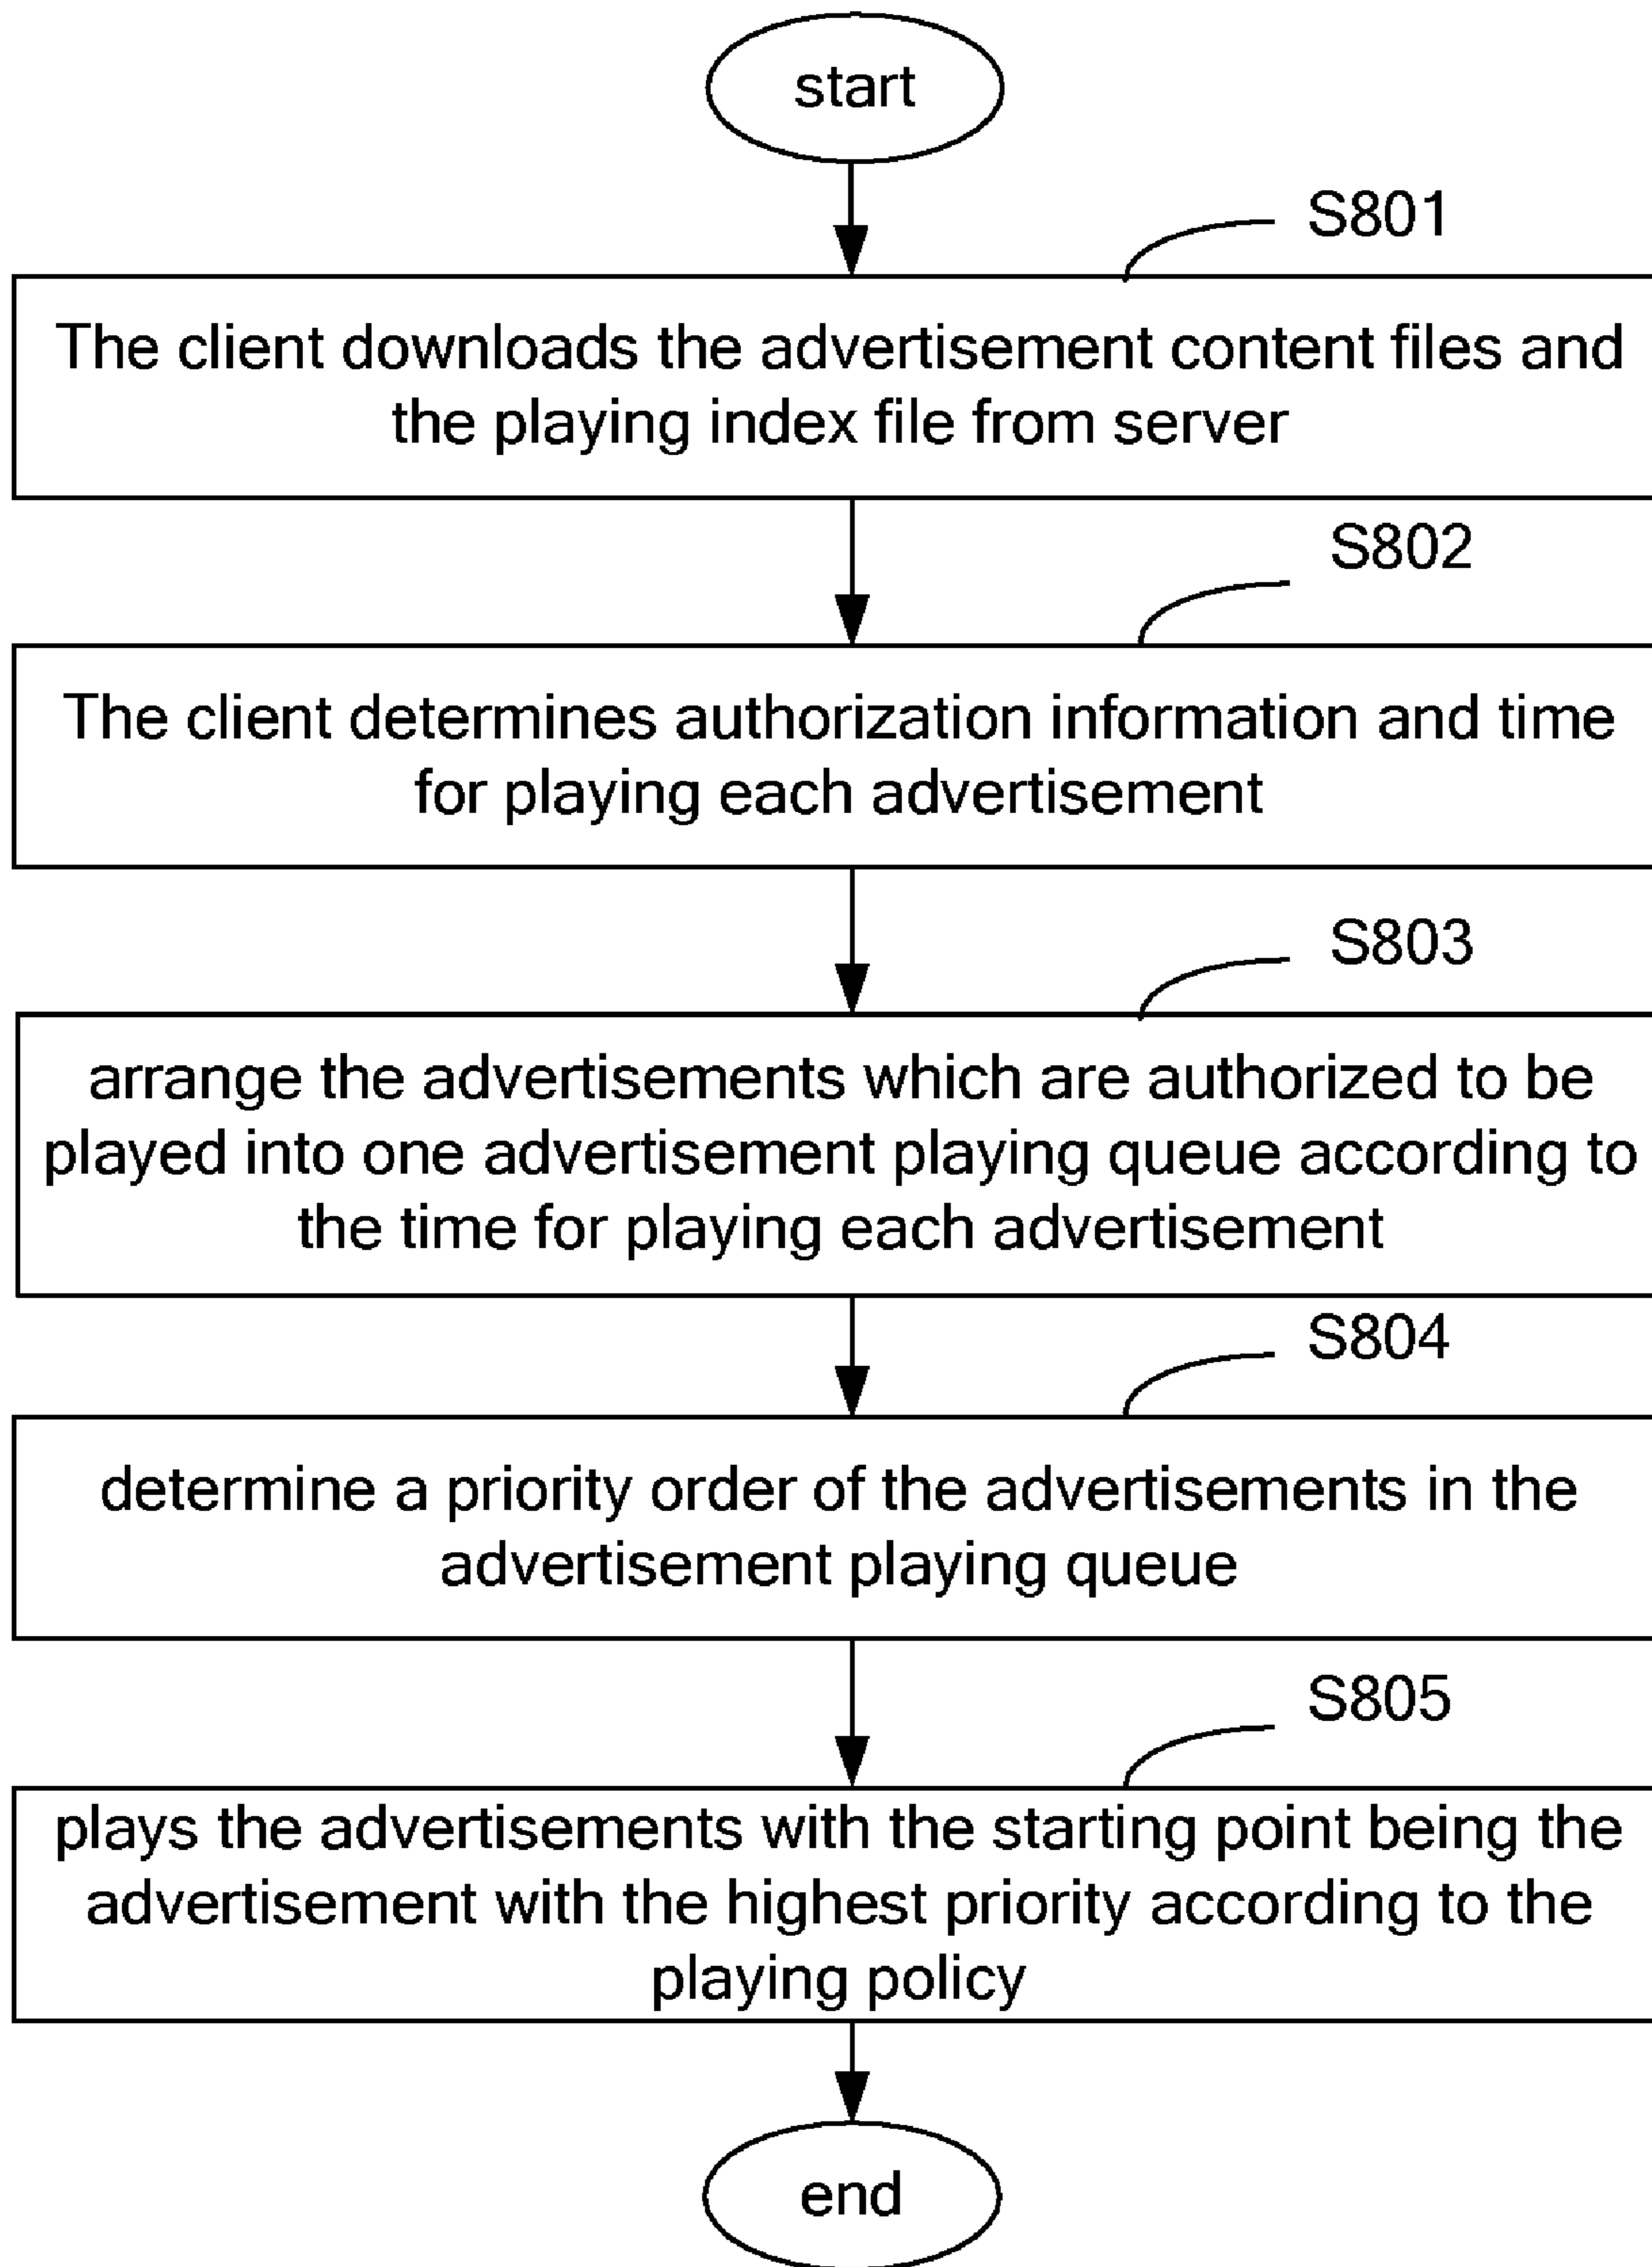 start
S801
The client downloads the advertisement content files and
the playing index file from server
S802
The client determines authorization information and time
for playing each advertisement
S803
arrange the advertisements which are authorized to be
played into one advertisement playing queue according to
the time for playing each advertisement
S804
determine a priority order of the advertisements in the
advertisement playing queue
S805
plays the advertisements with the starting point being the
advertisement with the highest priority according to the
playing policy
end